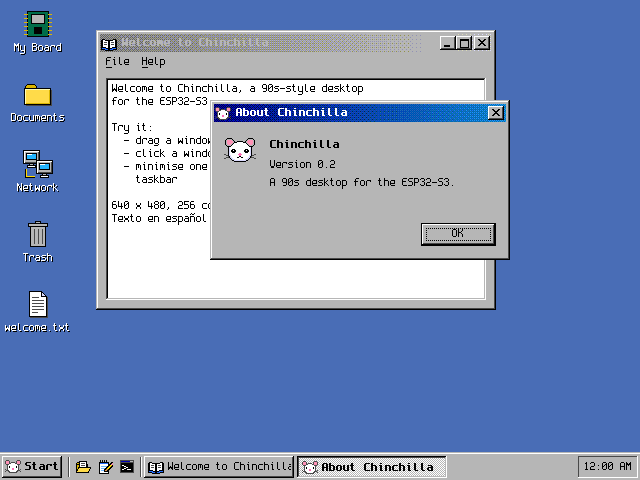 My Board
Documents
Network
Trash
welcome.txt
Welcome to Chinchilla
File Help
Welcome to Chinchilla, a 90s-style desktop
for the ESP32-S3
Try it:
- drag a window
- click a window
- minimise one
taskbar
640 x 480, 256 co
Texto en español
About Chinchilla
Chinchilla
Version 0.2
A 90s desktop for the ESP32-S3.
OK
Start
Welcome to Chinchilla
About Chinchilla
12:00 AM